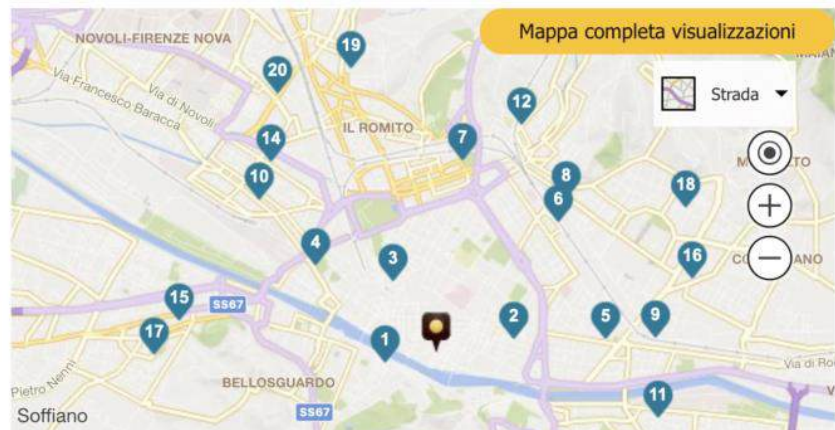 Mappa completa visualizzazioni
NOVOLI-FIRENZE NOVA
19
20
Via Francesco Baracca
Via di Novoli
Strada
12
IL ROMITO
14
7
10
8
18
6
4
3
16
15
SS67
17
1
2
5
9
Via di Ro
BELLOSGUARDO
Pietro Nenni
11
SS67
Soffiano